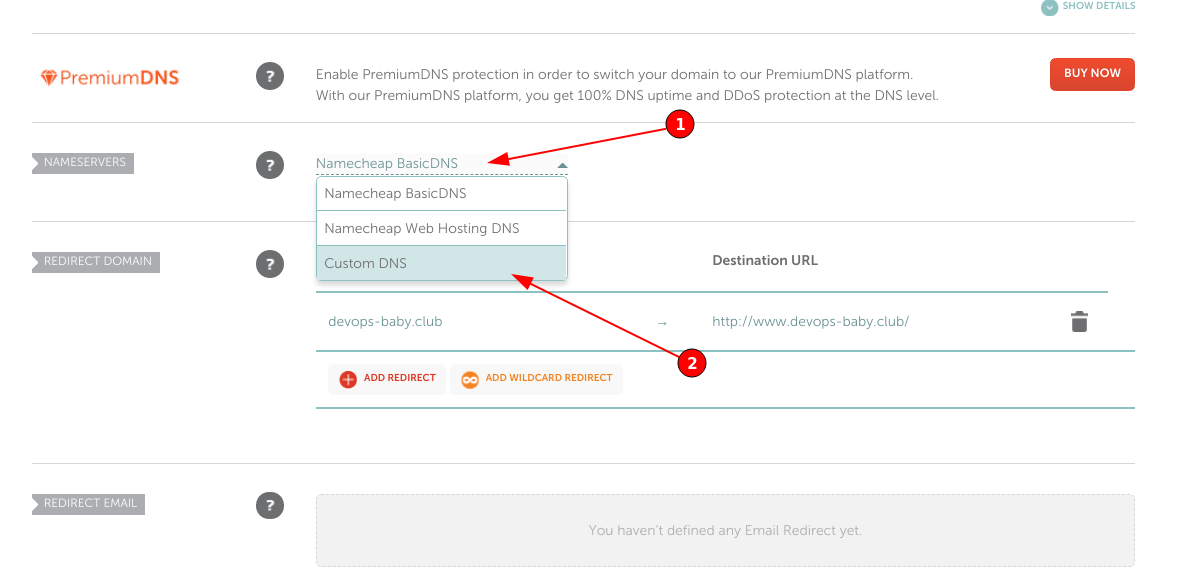 SHOW DETAILS
PremiumDNS
?
Enable PremiumDNS protection in order to switch your domain to our PremiumDNS platform.
With our PremiumDNS platform, you get 100% DNS uptime and DDoS protection at the DNS level.
BUY NOW
1
NAMESERVERS
?
Namecheap BasicDNS
Namecheap BasicDNS
Namecheap Web Hosting DNS
Custom DNS
REDIRECT DOMAIN
?
Destination URL
devops-baby.club
→
http://www.devops-baby.club/
2
ADD REDIRECT
ADD WILDCARD REDIRECT
REDIRECT EMAIL
?
You haven't defined any Email Redirect yet.